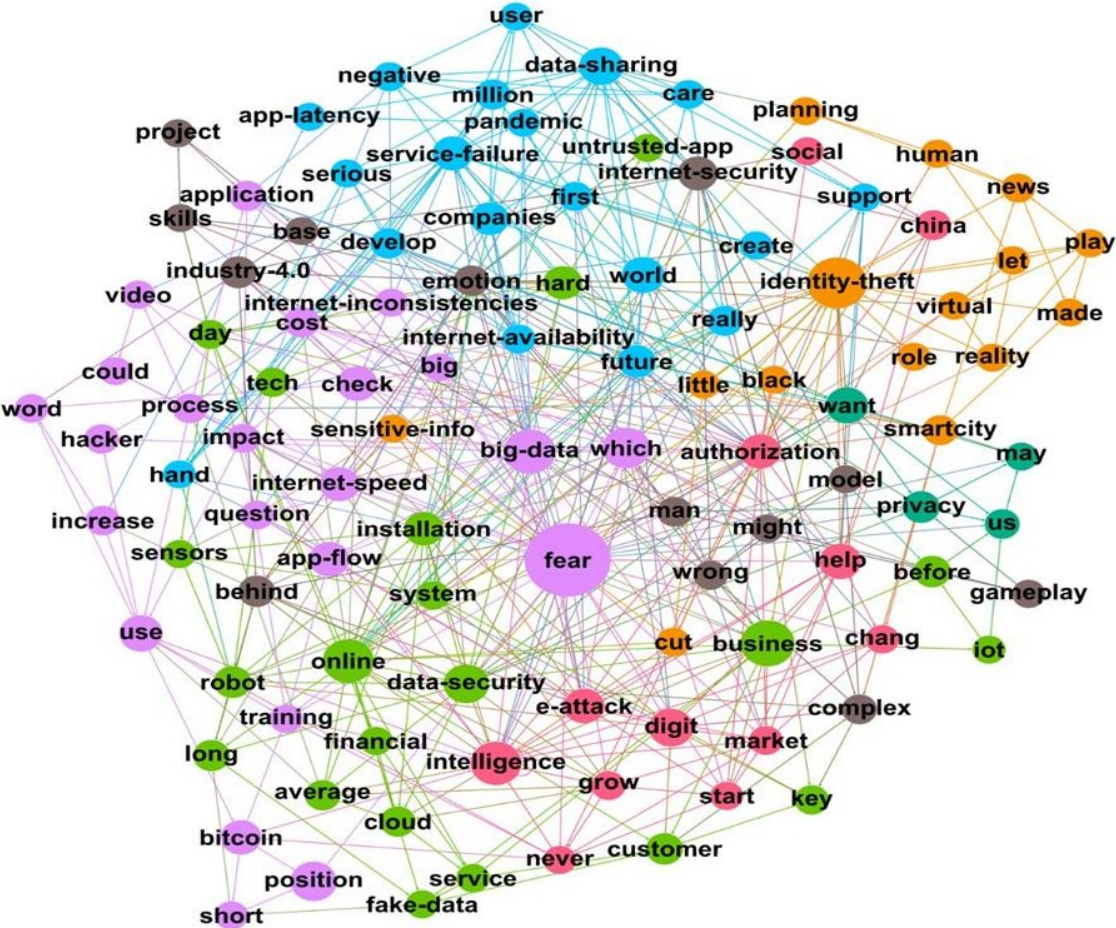 user
data-sharing
negative
million
care
app-latency
pandemic
planning
project
untrusted-app
service-failure
social
human
serious
internet-security
application
first
support
news
skills
companies
china
base
develop
create
play
industry-4.0
emotion
hard
world
identity-theft
let
video
internet-inconsistencies
virtual
made
cost
day
internet-availability
really
future
role
reality
could
tech
check
big
little
black
word
process
want
hacker
impact
sensitive-info
big-data
which
authorization
smartcity
may
hand
internet-speed
model
increase
question
installation
man
might
privacy
us
sensors
app-flow
fear
wrong
help
before
behind
system
gameplay
use
online
cut
business
chang
iot
robot
data-security
training
e-attack
digit
complex
long
financial
intelligence
market
average
grow
start
key
cloud
bitcoin
never
customer
position
service
short
fake-data